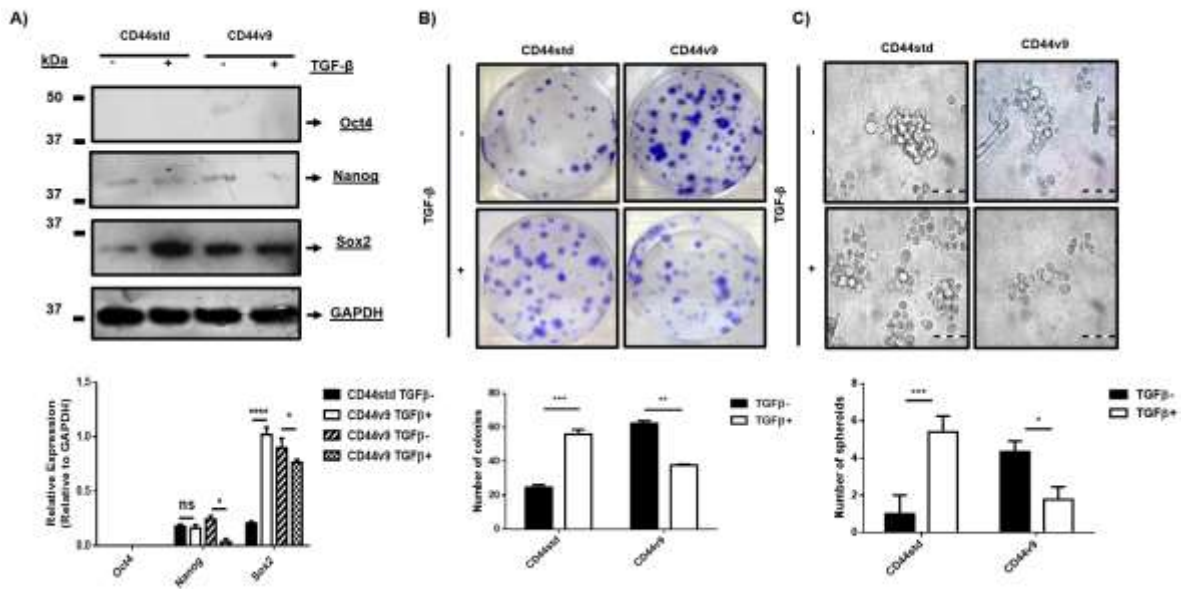 A)
CD44std CD44v9
kDa - + - + TGF-β
50
37
Oct4
37
Nanog
37
Sox2
37
GAPDH
Relative Expression
(Relative to GAPDH)
1.5
1.0
0.5
0.0
**** *
ns *
Oct4 Nanog Sox2
CD44std TGFβ-
CD44v9 TGFβ+
CD44v9 TGFβ-
CD44v9 TGFβ+
B)
CD44std CD44v9
TGF-β
-
+
Number of colonies
80
60
40
20
0
*** **
CD44std CD44v9
TGFβ-
TGFβ+
C)
CD44std CD44v9
TGF-β
-
+
Number of spheroids
8
6
4
2
0
*** *
CD44std CD44v9
TGFβ-
TGFβ+